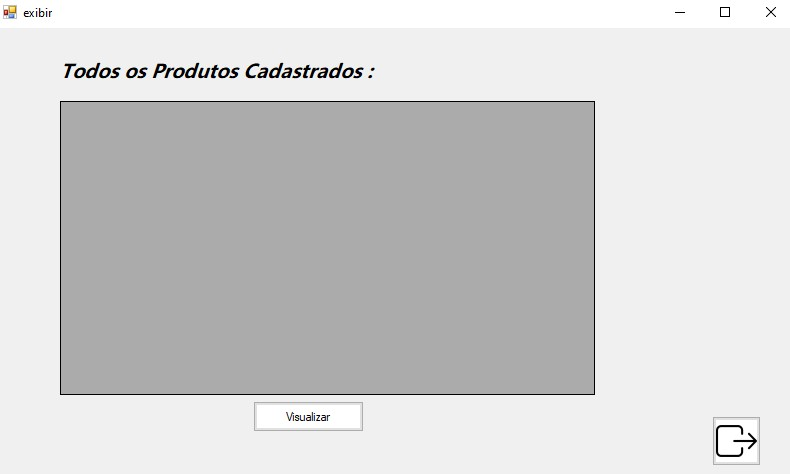 exibir
Todos os Produtos Cadastrados :
Visualizar